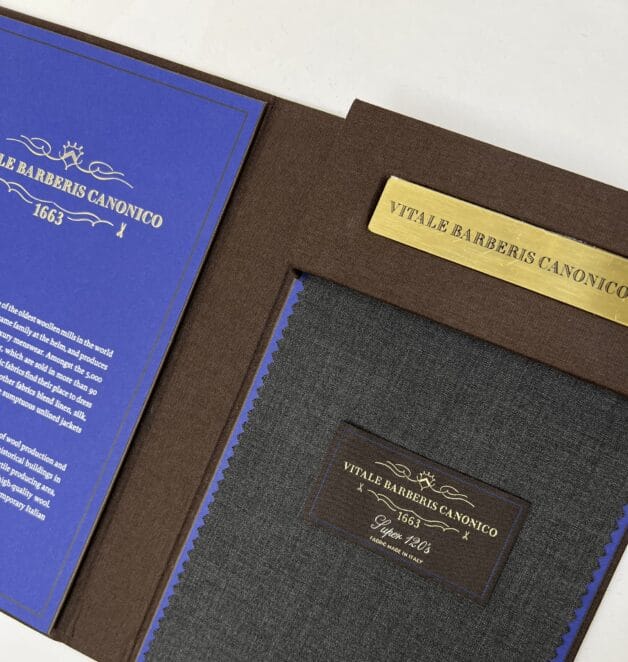 BARBERIS CANONICO
1663
of the oldest woollen mills in the world
family at the helm, and produces
menswear. Amongst the 5,000
which are sold in more than 90
fabrics find their place to dress
other fabrics blend linen, silk,
sumptuous unlined jackets
of wool production and
historical buildings in
producing area,
high-quality wool.
Italian
VITALE BARBERIS CANONICO
VITALE BARBERIS CANONICO
1663
Super 120's
FABRIC MADE IN ITALY